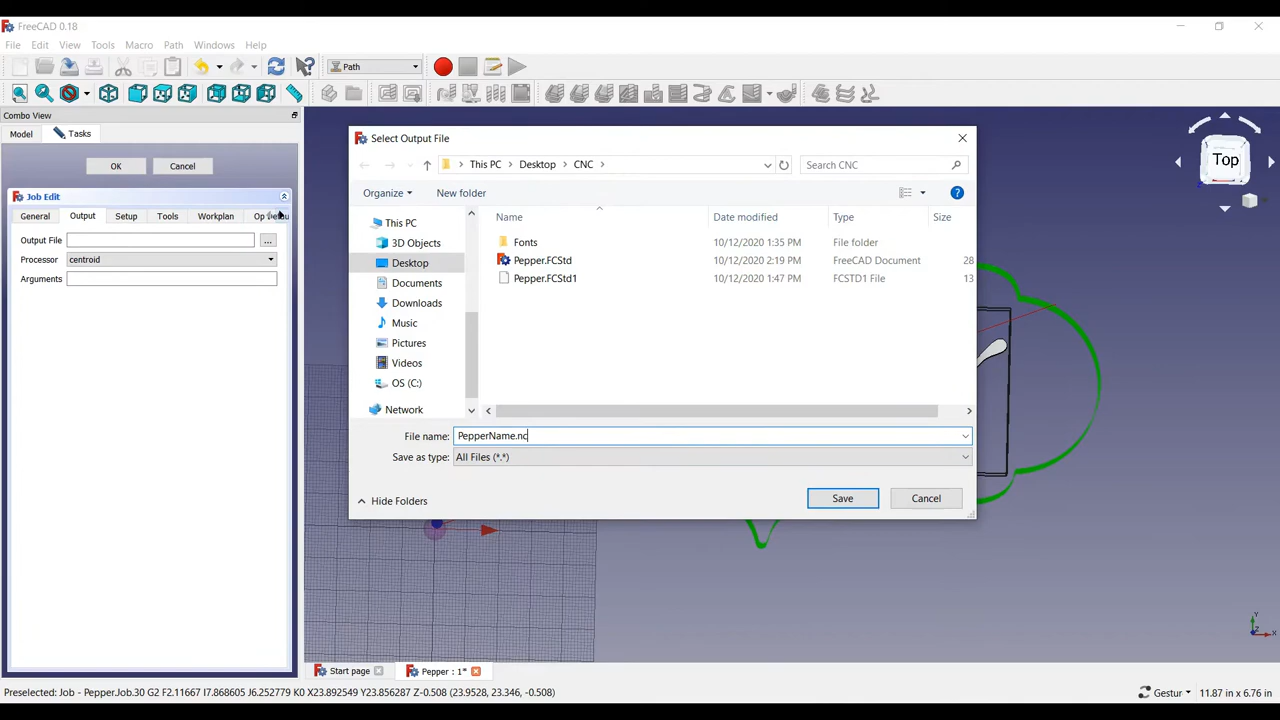 FreeCAD 0.18
File Edit View Tools Macro Path Windows Help
Path
Combo View
Model Tasks
OK Cancel
Job Edit
General Output Setup Tools Workplan
Output File ...
Processor centroid
Arguments
Select Output File
This PC Desktop CNC Search CNC
Organize New folder
Name Date modified Type Size
This PC
3D Objects
Desktop
Documents
Downloads
Music
Pictures
Videos
OS (C:)
Network
Fonts 10/12/2020 1:35 PM File folder
Pepper.FCStd 10/12/2020 2:19 PM FreeCAD Document 28
Pepper.FCStd1 10/12/2020 1:47 PM FCSTD1 File 13
File name: PepperName.nc
Save as type: All Files (*.*)
Hide Folders Save Cancel
Top
Y
X
Start page Pepper : 1*
Preselected: Job - Pepper.Job.30 G2 F2.11667 I7.868605 J6.252779 K0 X23.892549 Y23.856287 Z-0.508 (23.9528, 23.346, -0.508) Gestur 11.87 in x 6.76 in